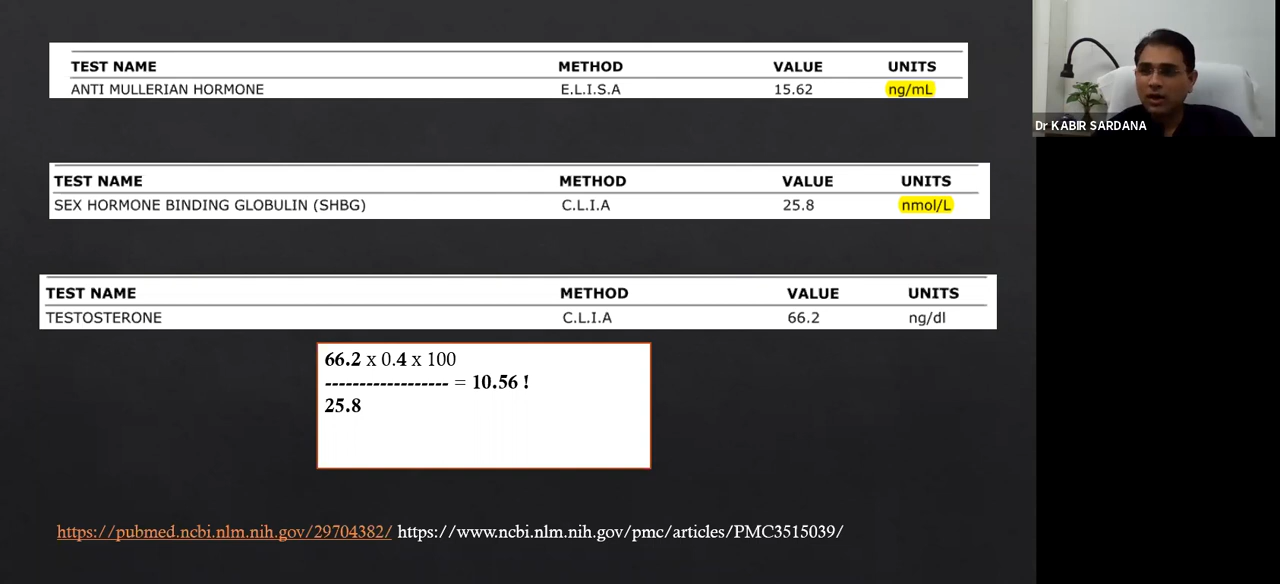 TEST NAME METHOD VALUE UNITS
ANTI MULLERIAN HORMONE E.L.I.S.A 15.62 ng/mL
Dr KABIR SARDANA
TEST NAME METHOD VALUE UNITS
SEX HORMONE BINDING GLOBULIN (SHBG) C.L.I.A 25.8 nmol/L
TEST NAME METHOD VALUE UNITS
TESTOSTERONE C.L.I.A 66.2 ng/dl
66.2 x 0.4 x 100
------------------ = 10.56 !
25.8
https://pubmed.ncbi.nlm.nih.gov/29704382/ https://www.ncbi.nlm.nih.gov/pmc/articles/PMC3515039/